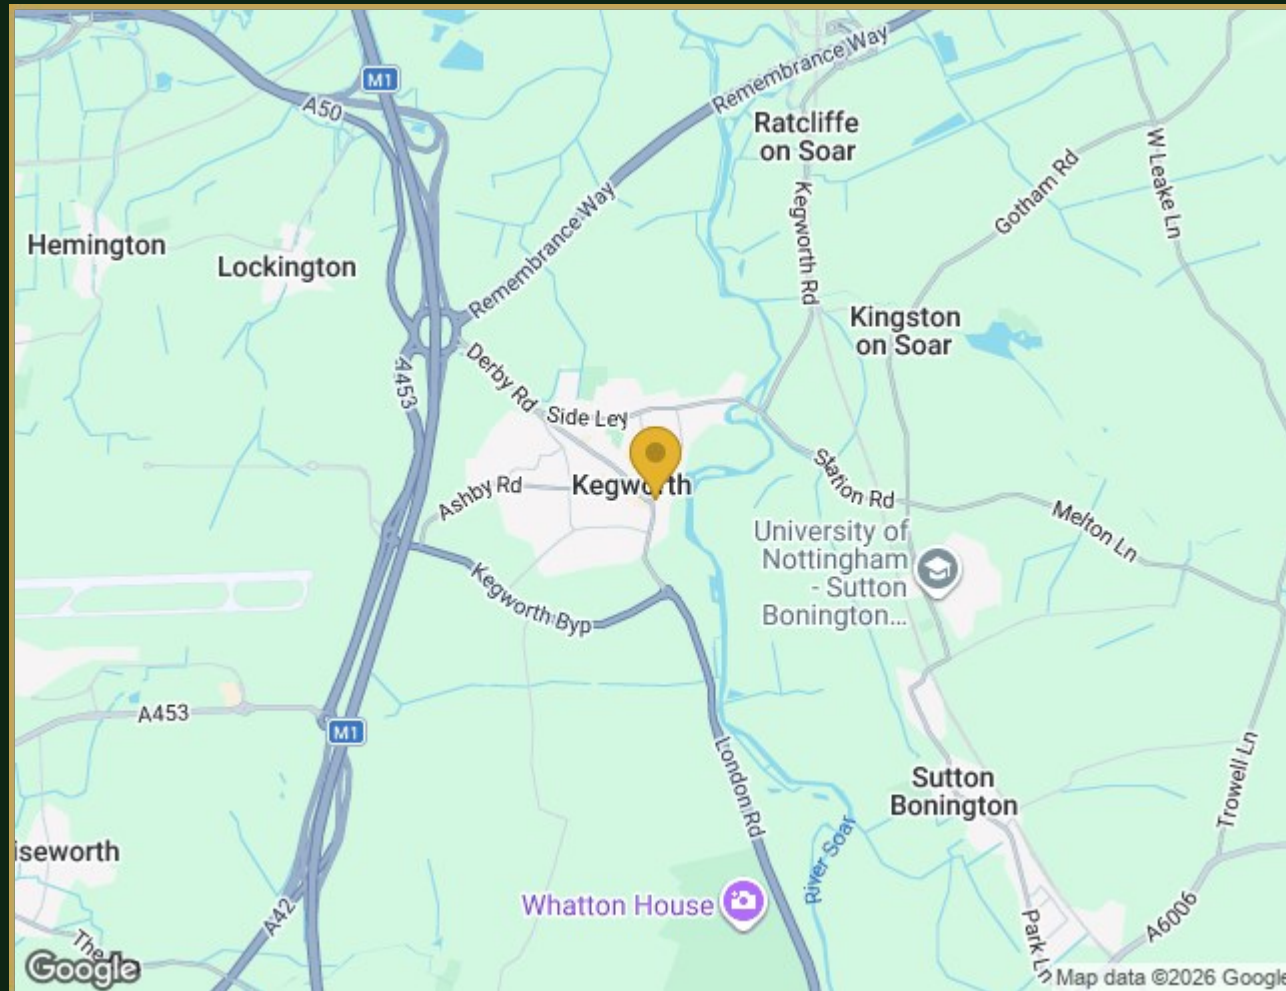 M1
A50
Remembrance Way
Ratcliffe
on Soar
W Leake Ln
Gotham Rd
Kegworth Rd
Hemington
Lockington
Remembrance Way
Kingston
on Soar
A453
Derby Rd
Side Ley
Ashby Rd
Kegworth
Station Rd
Melton Ln
University of
Nottingham
- Sutton
Bonington...
Kegworth Byp
A453
M1
London Rd
Sutton
Bonington
Trowell Ln
iseworth
River Soar
Whatton House
A42
A6006
Park Ln
The
Google
Map data ©2026 Google